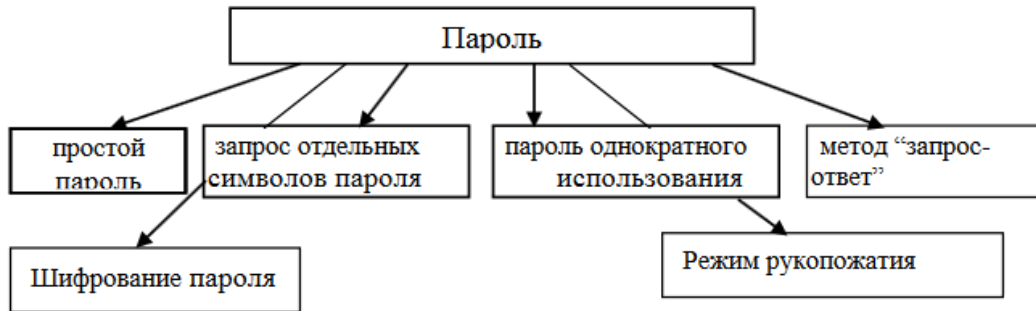 Пароль
простой
пароль
запрос отдельных
символов пароля
пароль однократного
использования
метод “запрос-
ответ”
Шифрование пароля
Режим рукопожатия